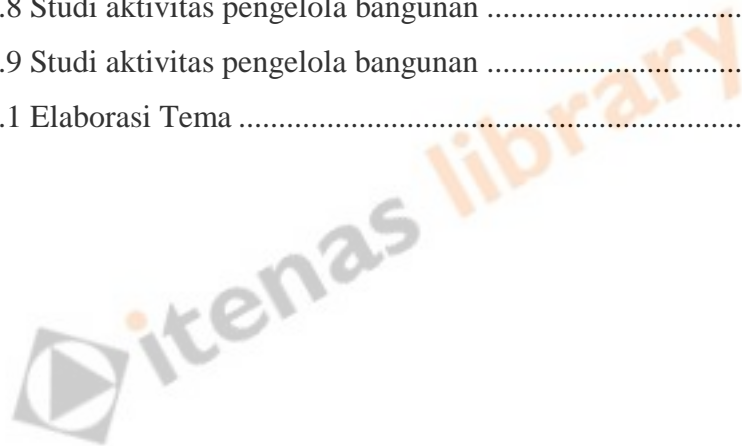 .8 Studi aktivitas pengelola bangunan ............................
.9 Studi aktivitas pengelola bangunan ............................
.1 Elaborasi Tema ......................................................
itenas library